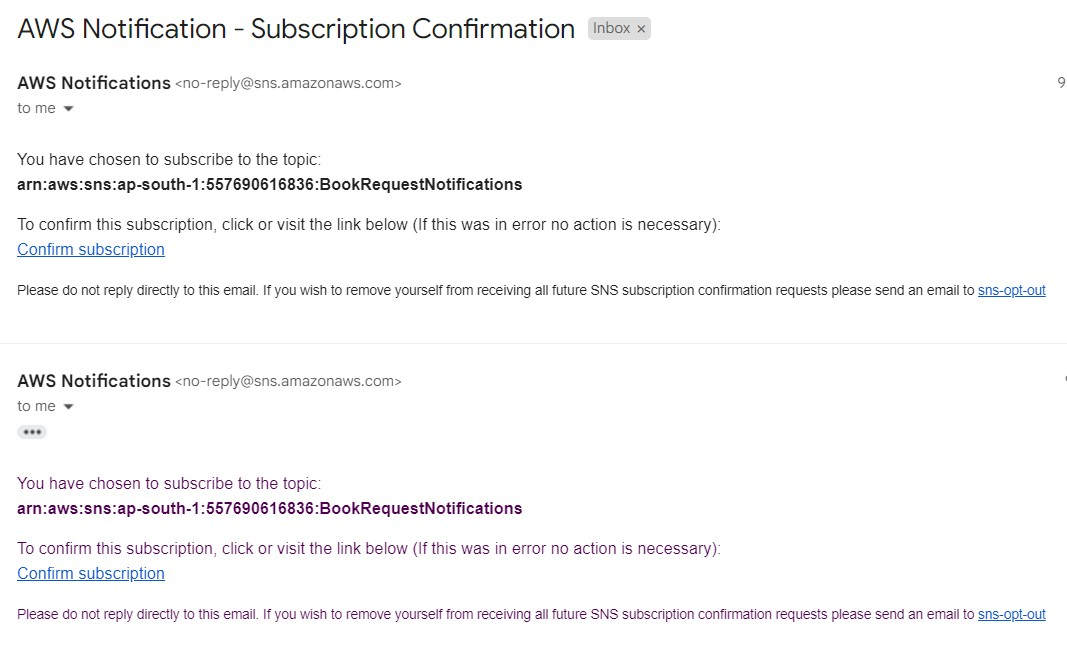 AWS Notification - Subscription Confirmation Inbox ×
AWS Notifications <no-reply@sns.amazonaws.com> 9
to me
You have chosen to subscribe to the topic:
arn:aws:sns:ap-south-1:557690616836:BookRequestNotifications
To confirm this subscription, click or visit the link below (If this was in error no action is necessary):
Confirm subscription
Please do not reply directly to this email. If you wish to remove yourself from receiving all future SNS subscription confirmation requests please send an email to sns-opt-out
AWS Notifications <no-reply@sns.amazonaws.com>
to me
•••
You have chosen to subscribe to the topic:
arn:aws:sns:ap-south-1:557690616836:BookRequestNotifications
To confirm this subscription, click or visit the link below (If this was in error no action is necessary):
Confirm subscription
Please do not reply directly to this email. If you wish to remove yourself from receiving all future SNS subscription confirmation requests please send an email to sns-opt-out